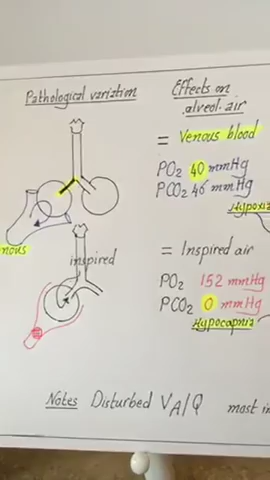 Pathological variation
Effects on
alveol. air
= Venous blood
PO2 40 mmHg
PCO2 46 mmHg
Hypoxia
nous
inspired
= Inspired air
PO2 152 mmHg
PCO2 0 mmHg
Hypocapnia
Notes Disturbed VA/Q most in